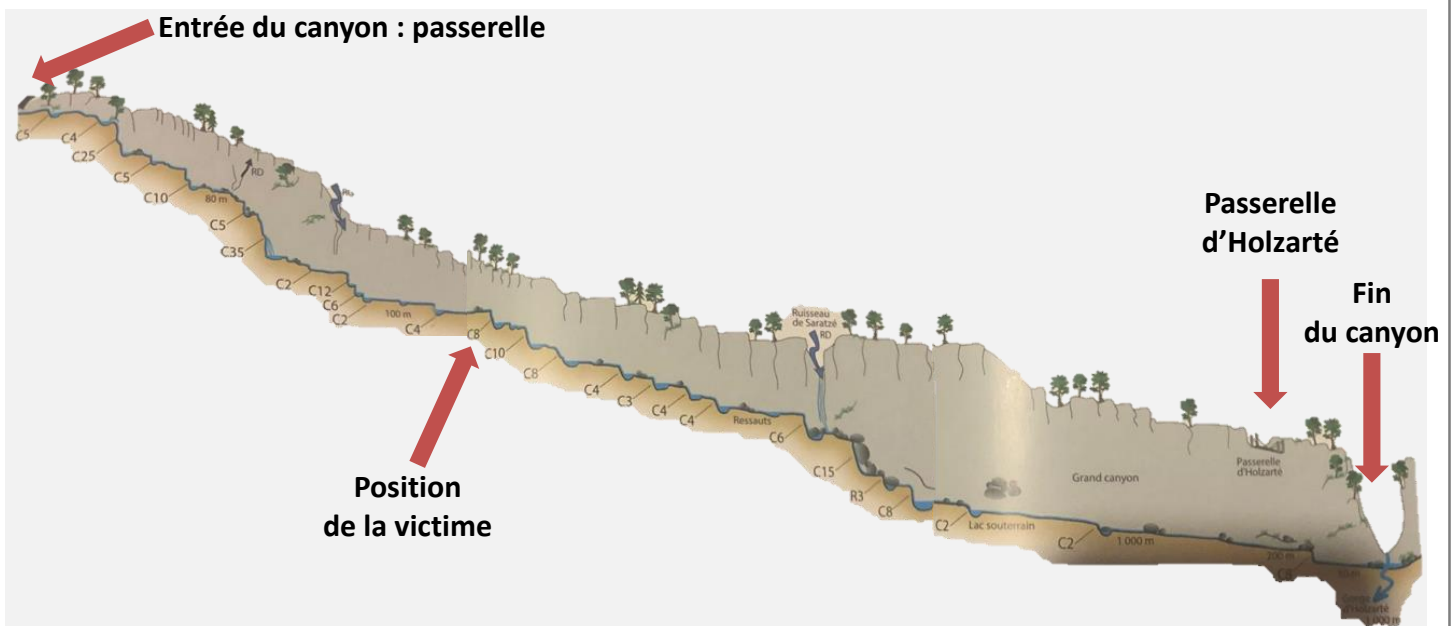 Entrée du canyon : passerelle
C5
C4
C25
C5
C10
80 m
RD
C5
C35
C2
C12
C6
C2
100 m
C4
C8
C10
C8
C4
C3
C4
C4
Ressauts
C6
Ruisseau
de Saratzé
RD
C15
R3
C8
C2
Lac souterrain
C2
1 000 m
Grand canyon
Passerelle
d'Holzarté
200 m
10 m
d'Holzarté
Position
de la victime
Passerelle
d’Holzarté
Fin
du canyon